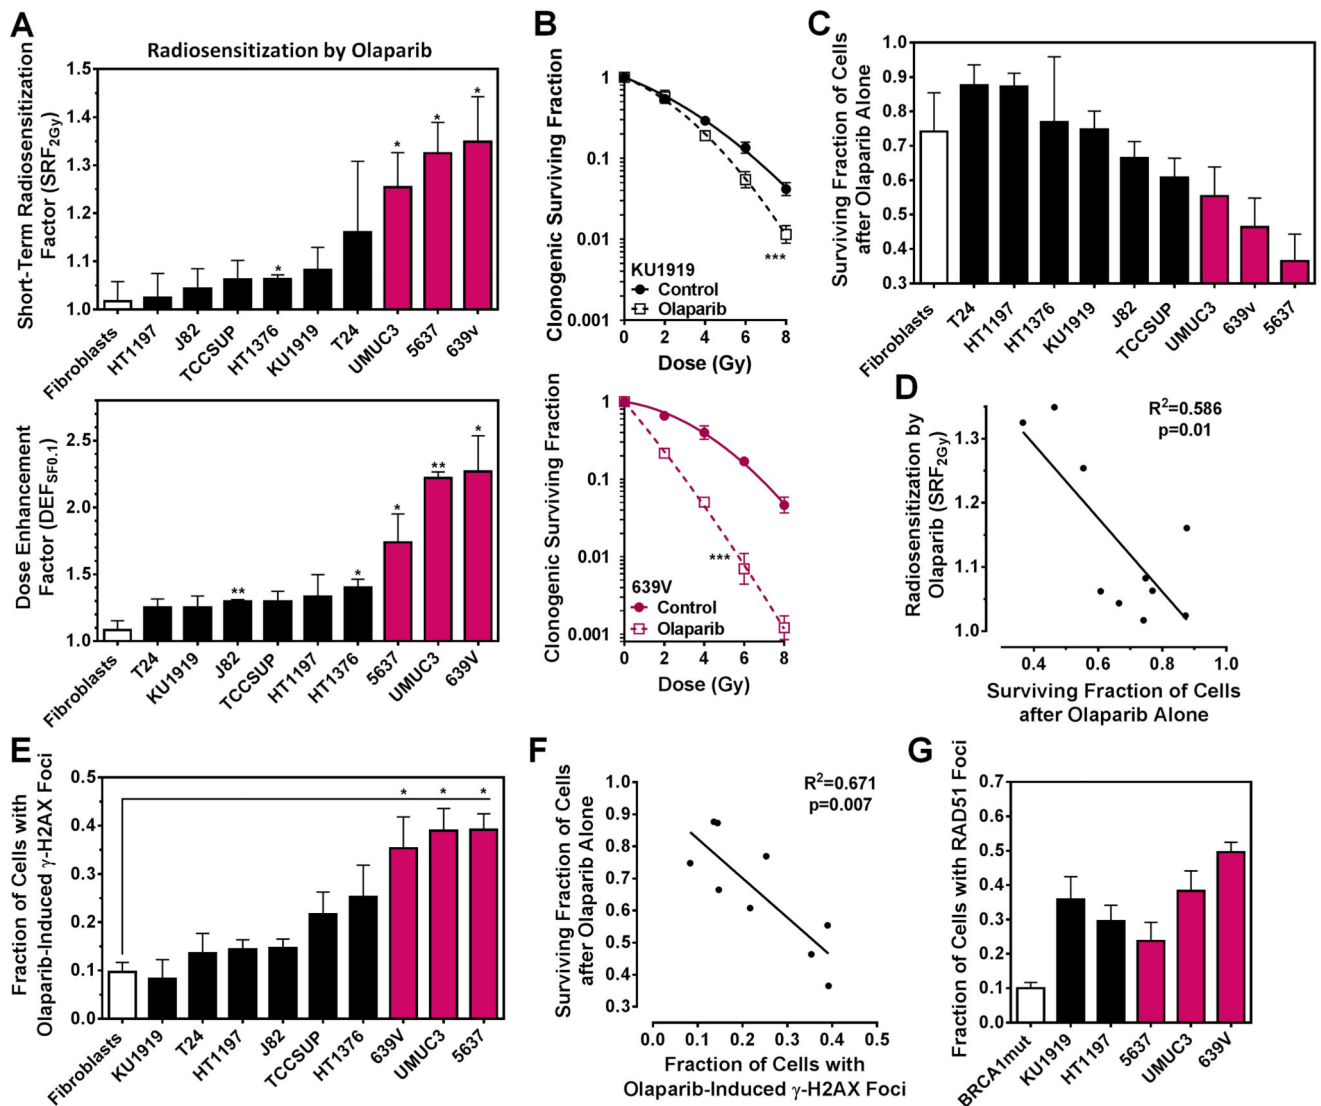 A
Radiosensitization by Olaparib
Short-Term Radiosensitization
Factor (SRF2Gy)
1.5
1.4
1.3
1.2
1.1
1.0
*
*
*
*
Fibroblasts
HT1197
J82
TCCSUP
HT1376
KU1919
T24
UMUC3
5637
639v
Dose Enhancement
Factor (DEFSF0.1)
2.5
2.0
1.5
1.0
**
*
*
**
*
Fibroblasts
T24
KU1919
J82
TCCSUP
HT1197
HT1376
5637
UMUC3
639V
B
Clonogenic Surviving Fraction
1
0.1
0.01
0.001
***
KU1919
Control
Olaparib
0 2 4 6 8
Dose (Gy)
Clonogenic Surviving Fraction
1
0.1
0.01
0.001
***
639V
Control
Olaparib
0 2 4 6 8
Dose (Gy)
C
Surviving Fraction of Cells
after Olaparib Alone
1.0
0.9
0.8
0.7
0.6
0.5
0.4
0.3
Fibroblasts
T24
HT1197
HT1376
KU1919
J82
TCCSUP
UMUC3
639v
5637
D
Radiosensitization by
Olaparib (SRF2Gy)
1.3
1.2
1.1
1.0
R2=0.586
p=0.01
0.4 0.6 0.8 1.0
Surviving Fraction of Cells
after Olaparib Alone
E
Fraction of Cells with
Olaparib-Induced γ-H2AX Foci
0.5
0.4
0.3
0.2
0.1
0.0
* * *
Fibroblasts
KU1919
T24
HT1197
J82
TCCSUP
HT1376
639V
UMUC3
5637
F
Surviving Fraction of Cells
after Olaparib Alone
1.0
0.9
0.8
0.7
0.6
0.5
0.4
0.3
R2=0.671
p=0.007
0.0 0.1 0.2 0.3 0.4 0.5
Fraction of Cells with
Olaparib-Induced γ-H2AX Foci
G
Fraction of Cells with RAD51 Foci
0.7
0.6
0.5
0.4
0.3
0.2
0.1
0.0
BRCA1mut
KU1919
HT1197
5637
UMUC3
639V